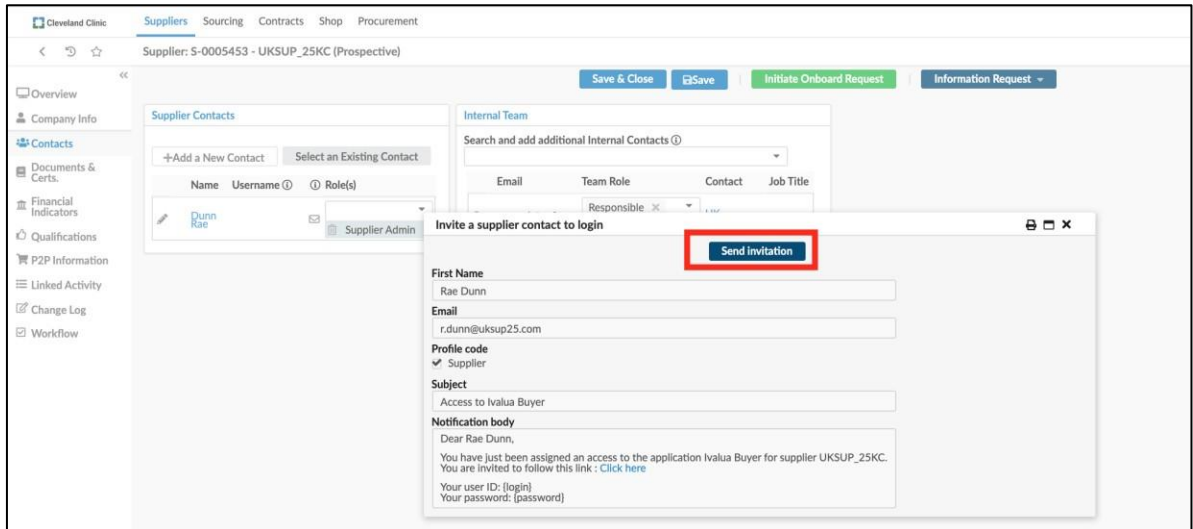 Cleveland Clinic
Suppliers Sourcing Contracts Shop Procurement
Supplier: S-0005453 - UKSUP_25KC (Prospective)
Save & Close Save Initiate Onboard Request Information Request
Overview
Company Info
Contacts
Documents &
Certs.
Financial
Indicators
Qualifications
P2P Information
Linked Activity
Change Log
Workflow
Supplier Contacts
+Add a New Contact Select an Existing Contact
Name Username Role(s)
Dunn
Rae
Supplier Admin
Internal Team
Search and add additional Internal Contacts
Email Team Role Contact Job Title
Responsible
Invite a supplier contact to login
Send invitation
First Name
Rae Dunn
Email
r.dunn@uksup25.com
Profile code
Supplier
Subject
Access to Ivalua Buyer
Notification body
Dear Rae Dunn,
You have just been assigned an access to the application Ivalua Buyer for supplier UKSUP_25KC.
You are invited to follow this link : Click here
Your user ID: {login}
Your password: {password}